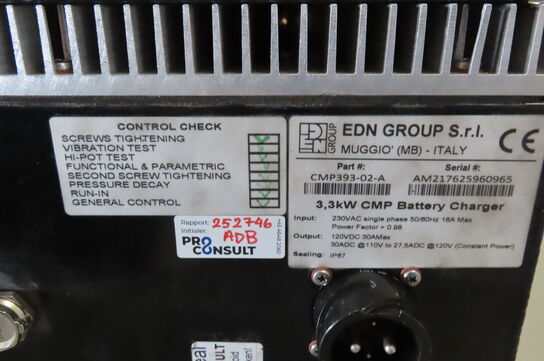 CONTROL CHECK
SCREWS TIGHTENING
VIBRATION TEST
HI-POT TEST
FUNCTIONAL & PARAMETRIC
SECOND SCREW TIGHTENING
PRESSURE DECAY
RUN-IN
GENERAL CONTROL
Rapport: 252746
Initialer: ADB
PRO CONSULT
EDN GROUP
EDN GROUP S.r.l.
MUGGIO' (MB) - ITALY
CE
Part #: Serial #:
CMP393-02-A AM217625960965
3,3kW CMP Battery Charger
Input: 230VAC single phase 50/60Hz 16A Max
Power Factor > 0.98
Output: 120VDC 30AMax
30ADC @110V to 27,5ADC @120V (Constant Power)
Sealing: IP67